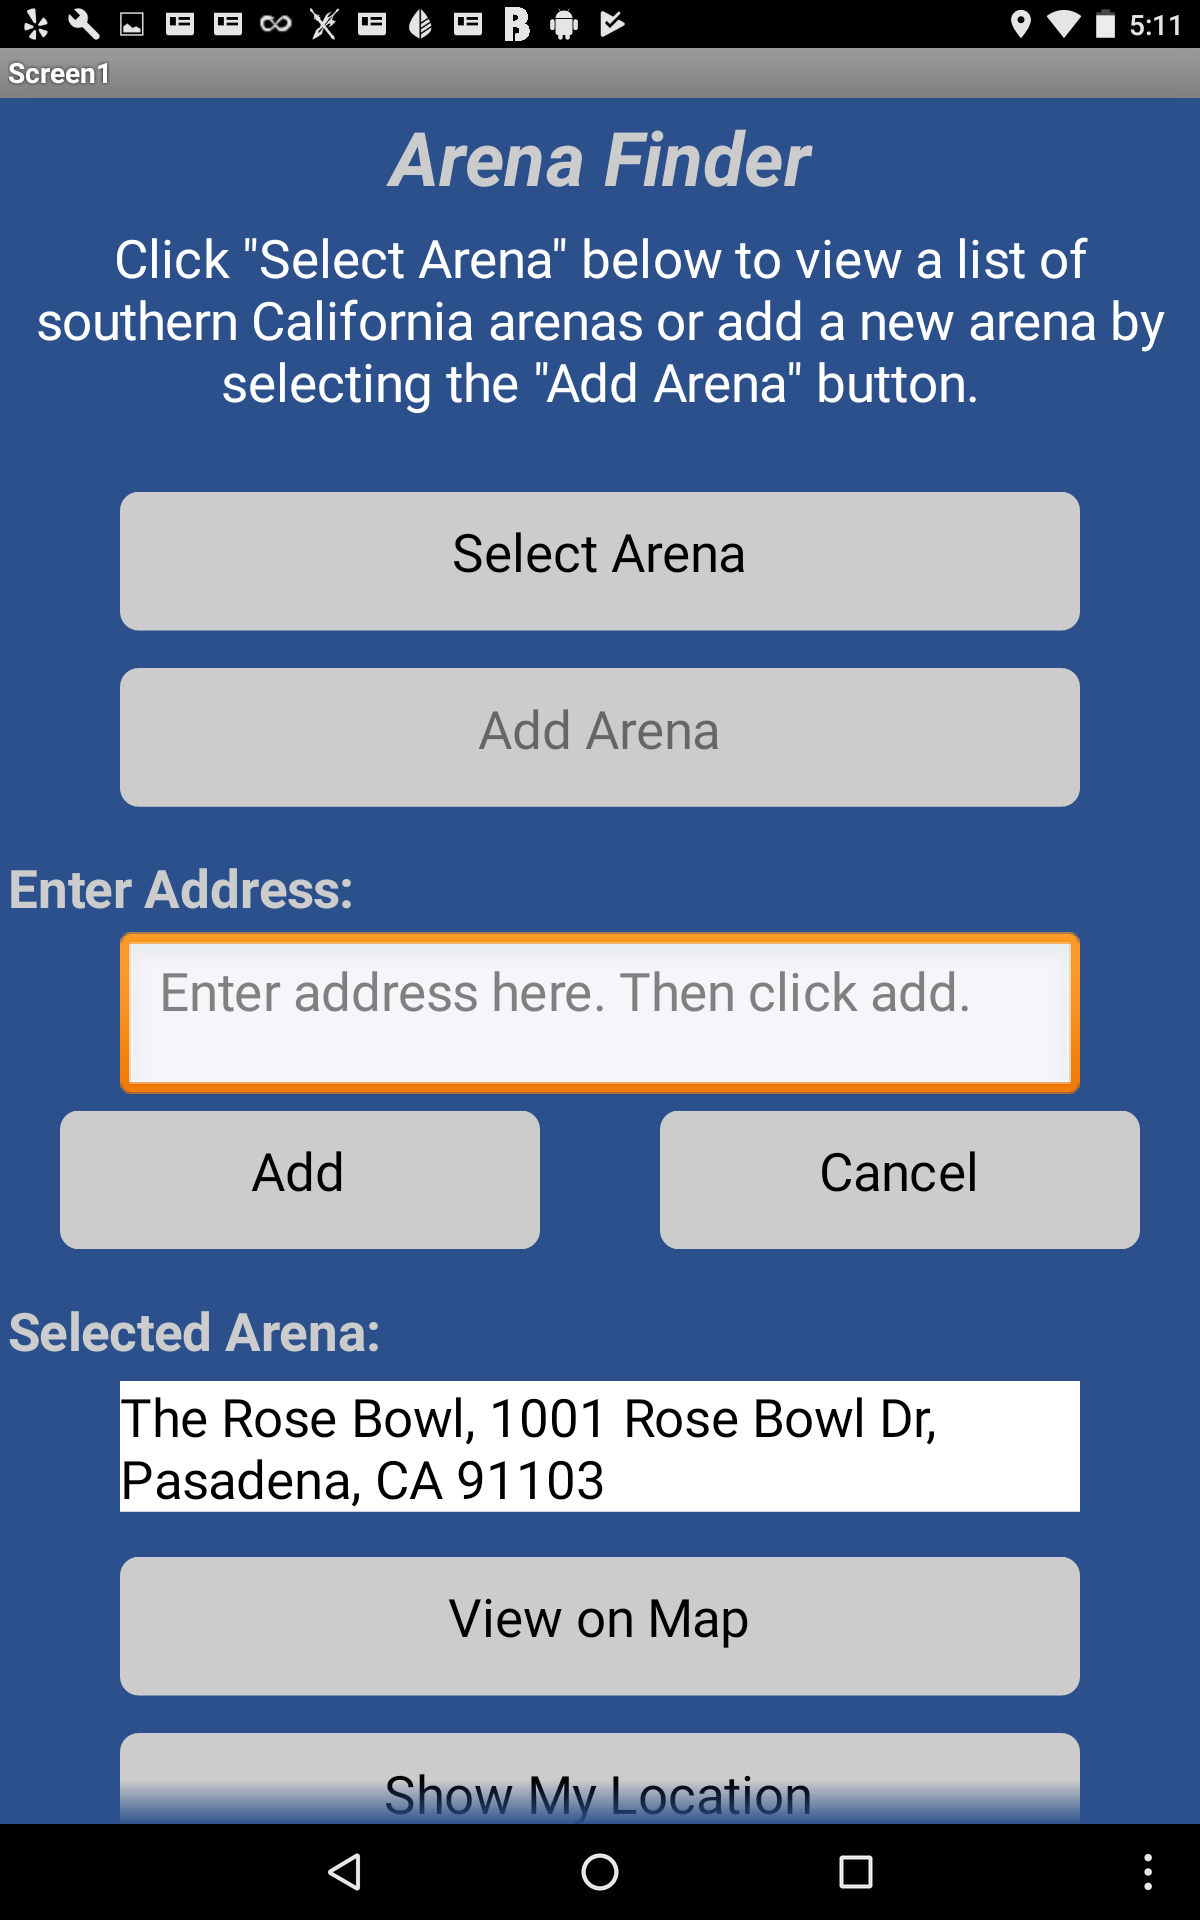 5:11
Screen1
Arena Finder
Click "Select Arena" below to view a list of
southern California arenas or add a new arena by
selecting the "Add Arena" button.
Select Arena
Add Arena
Enter Address:
Enter address here. Then click add.
Add
Cancel
Selected Arena:
The Rose Bowl, 1001 Rose Bowl Dr,
Pasadena, CA 91103
View on Map
Show My Location